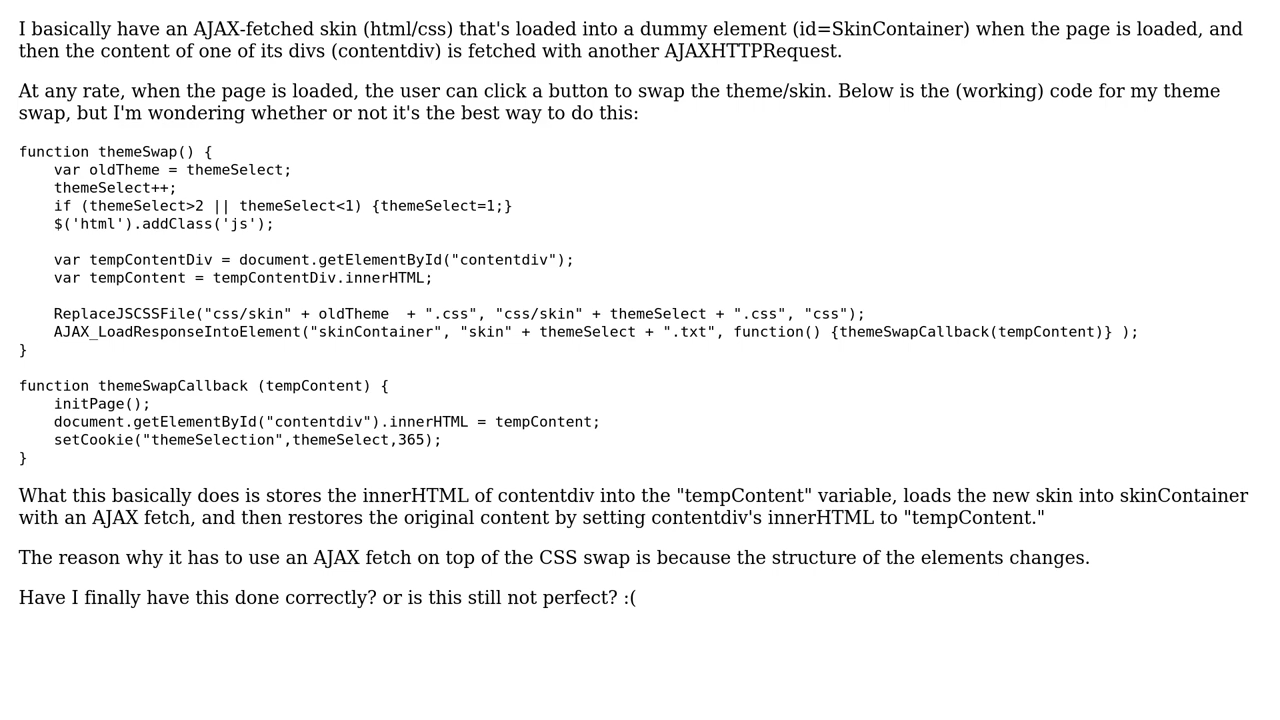 I basically have an AJAX-fetched skin (html/css) that's loaded into a dummy element (id=SkinContainer) when the page is loaded, and
then the content of one of its divs (contentdiv) is fetched with another AJAXHTTPRequest.
At any rate, when the page is loaded, the user can click a button to swap the theme/skin. Below is the (working) code for my theme
swap, but I'm wondering whether or not it's the best way to do this:
function themeSwap() {
    var oldTheme = themeSelect;
    themeSelect++;
    if (themeSelect>2 || themeSelect<1) {themeSelect=1;}
    $('html').addClass('js');
    var tempContentDiv = document.getElementById("contentdiv");
    var tempContent = tempContentDiv.innerHTML;
    ReplaceJSCSSFile("css/skin" + oldTheme  + ".css", "css/skin" + themeSelect + ".css", "css");
    AJAX_LoadResponseIntoElement("skinContainer", "skin" + themeSelect + ".txt", function() {themeSwapCallback(tempContent)} );
}
function themeSwapCallback (tempContent) {
    initPage();
    document.getElementById("contentdiv").innerHTML = tempContent;
    setCookie("themeSelection",themeSelect,365);
}
What this basically does is stores the innerHTML of contentdiv into the "tempContent" variable, loads the new skin into skinContainer
with an AJAX fetch, and then restores the original content by setting contentdiv's innerHTML to "tempContent."
The reason why it has to use an AJAX fetch on top of the CSS swap is because the structure of the elements changes.
Have I finally have this done correctly? or is this still not perfect? :(